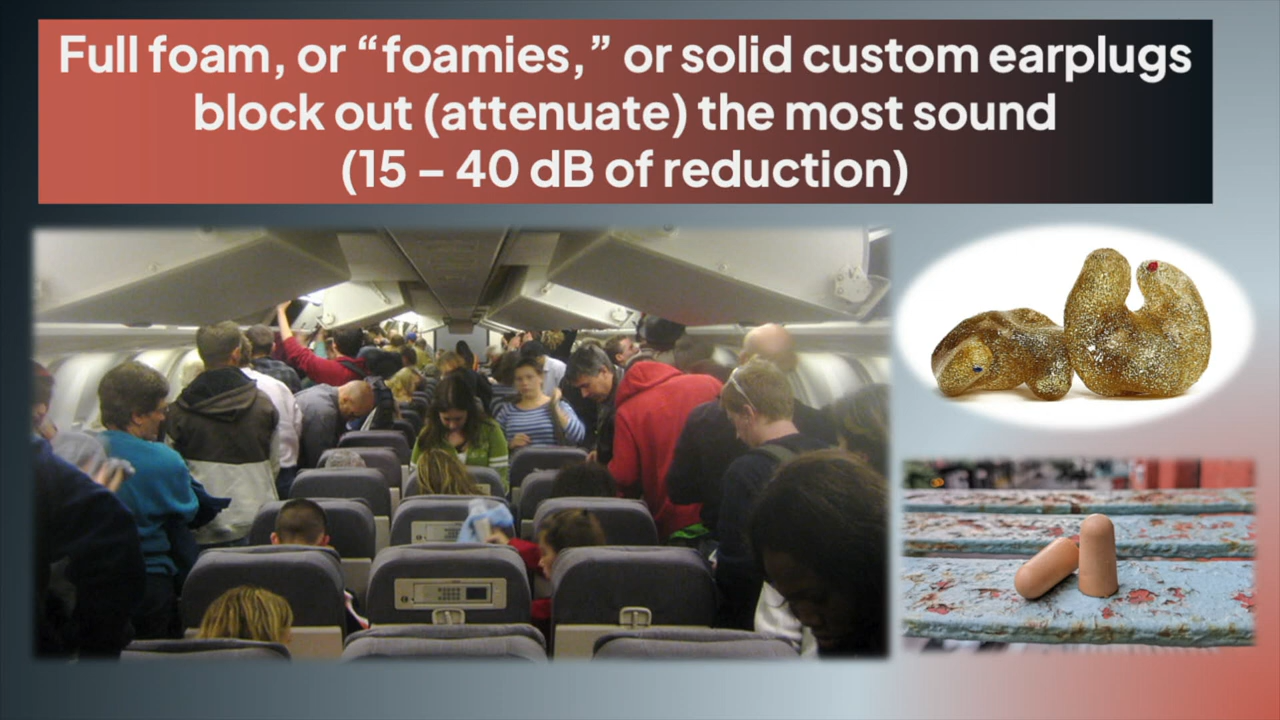 Full foam, or “foamies,” or solid custom earplugs
block out (attenuate) the most sound
(15 – 40 dB of reduction)